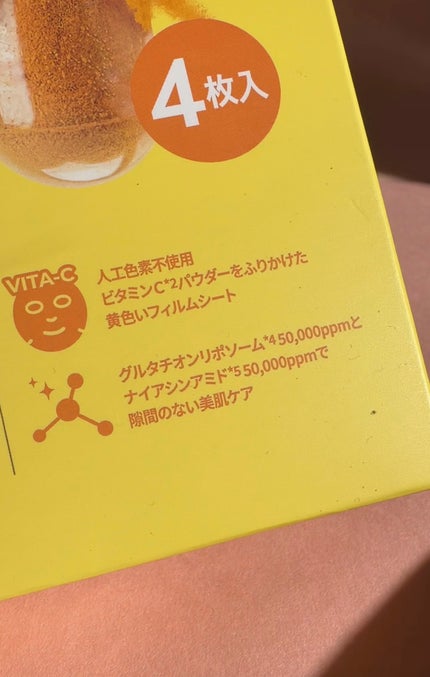 4枚入
VITA-C
人工色素不使用
ビタミンC*2パウダーをふりかけた
黄色いフィルムシート
グルタチオンリポソーム*4 50,000ppmと
ナイアシンアミド*5 50,000ppmで
隙間のない美肌ケア